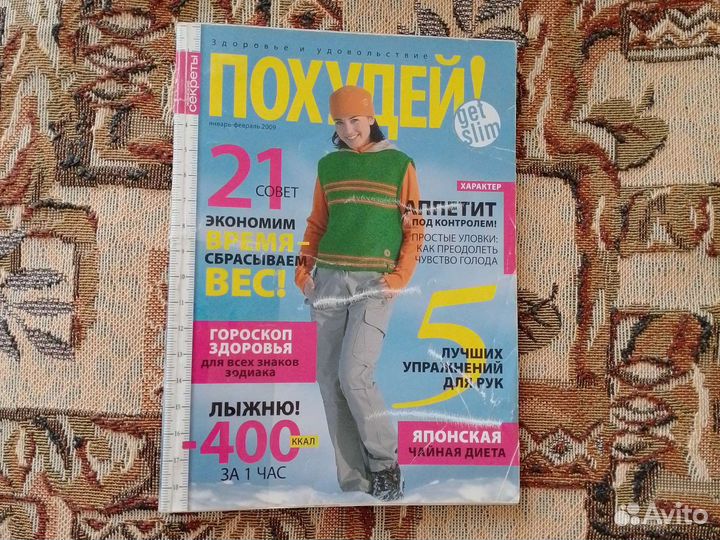 Здоровье и удовольствие
секреты
ПОХУДЕЙ!
get
slim
январь-февраль 2009
21
СОВЕТ
ЭКОНОМИМ
ВРЕМЯ –
СБРАСЫВАЕМ
ВЕС!
ХАРАКТЕР
АППЕТИТ
ПОД КОНТРОЛЕМ!
ПРОСТЫЕ УЛОВКИ:
КАК ПРЕОДОЛЕТЬ
ЧУВСТВО ГОЛОДА
ГОРОСКОП
ЗДОРОВЬЯ
для всех знаков
зодиака
5
ЛУЧШИХ
УПРАЖНЕНИЙ
ДЛЯ РУК
ЛЫЖНЮ!
-400 ККАЛ
ЗА 1 ЧАС
ЯПОНСКАЯ
ЧАЙНАЯ ДИЕТА
Avito